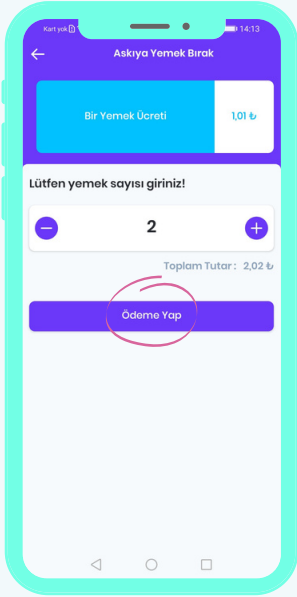 Kart yok
14:13
Askıya Yemek Bırak
Bir Yemek Ücreti
1,01 ₺
Lütfen yemek sayısı giriniz!
2
Toplam Tutar : 2,02 ₺
Ödeme Yap